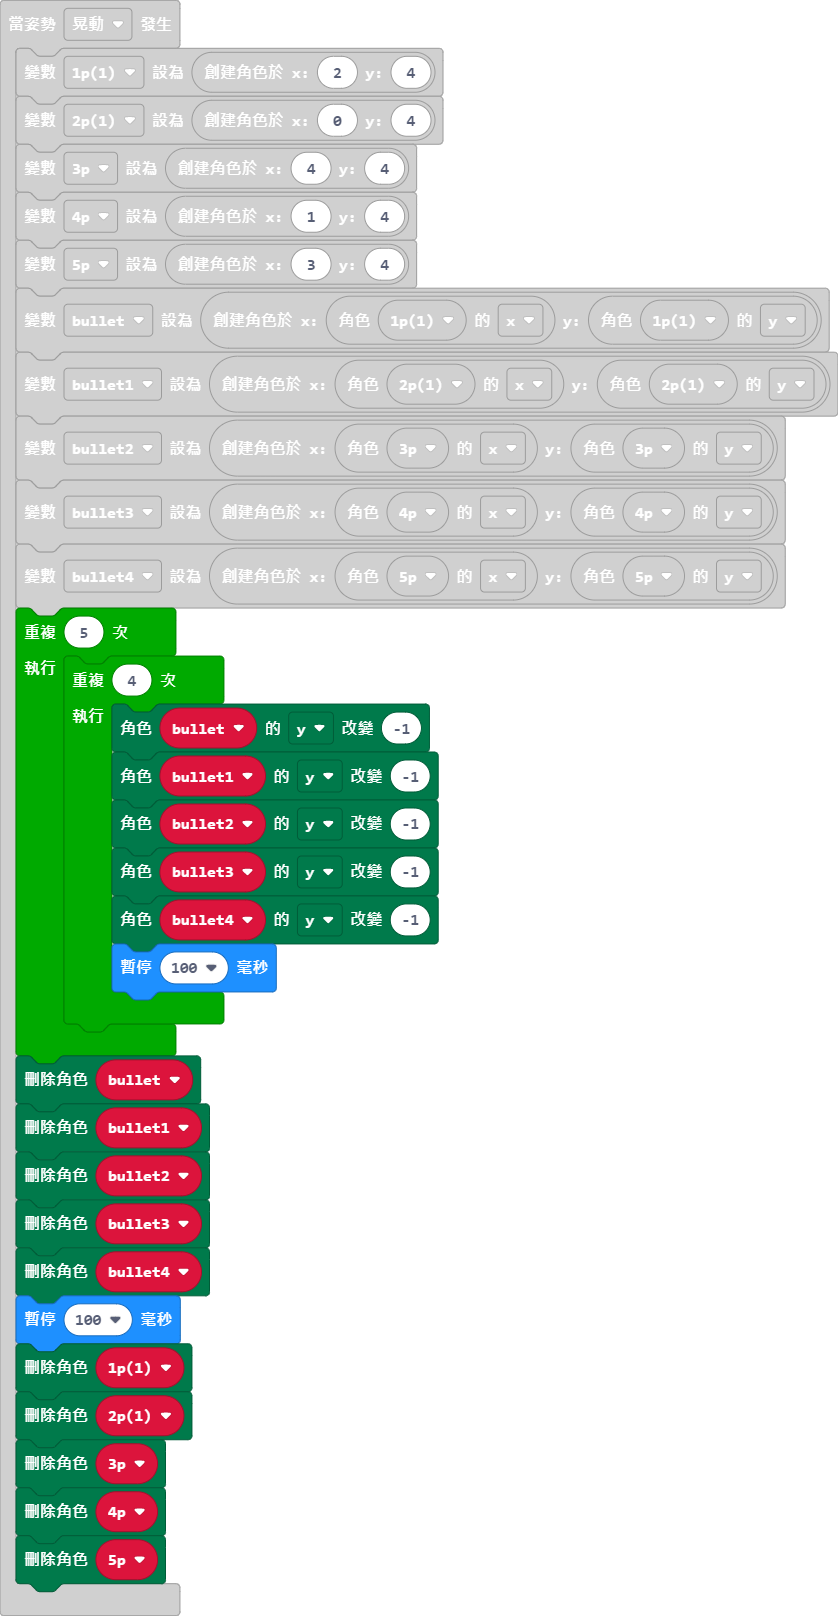 當姿勢 晃動 發生
變數 1p(1) 設為 創建角色於 x: 2 y: 4
變數 2p(1) 設為 創建角色於 x: 0 y: 4
變數 3p 設為 創建角色於 x: 4 y: 4
變數 4p 設為 創建角色於 x: 1 y: 4
變數 5p 設為 創建角色於 x: 3 y: 4
變數 bullet 設為 創建角色於 x: 角色 1p(1) 的 x y: 角色 1p(1) 的 y
變數 bullet1 設為 創建角色於 x: 角色 2p(1) 的 x y: 角色 2p(1) 的 y
變數 bullet2 設為 創建角色於 x: 角色 3p 的 x y: 角色 3p 的 y
變數 bullet3 設為 創建角色於 x: 角色 4p 的 x y: 角色 4p 的 y
變數 bullet4 設為 創建角色於 x: 角色 5p 的 x y: 角色 5p 的 y
重複 5 次
執行
重複 4 次
執行
角色 bullet 的 y 改變 -1
角色 bullet1 的 y 改變 -1
角色 bullet2 的 y 改變 -1
角色 bullet3 的 y 改變 -1
角色 bullet4 的 y 改變 -1
暫停 100 毫秒
刪除角色 bullet
刪除角色 bullet1
刪除角色 bullet2
刪除角色 bullet3
刪除角色 bullet4
暫停 100 毫秒
刪除角色 1p(1)
刪除角色 2p(1)
刪除角色 3p
刪除角色 4p
刪除角色 5p